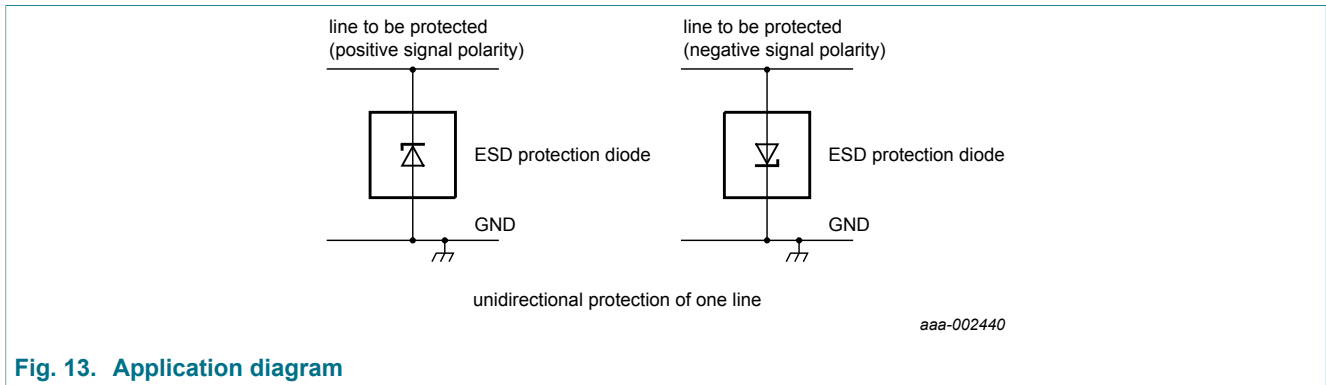 line to be protected
(positive signal polarity)
line to be protected
(negative signal polarity)
ESD protection diode
ESD protection diode
GND
GND
unidirectional protection of one line
aaa-002440
Fig. 13. Application diagram